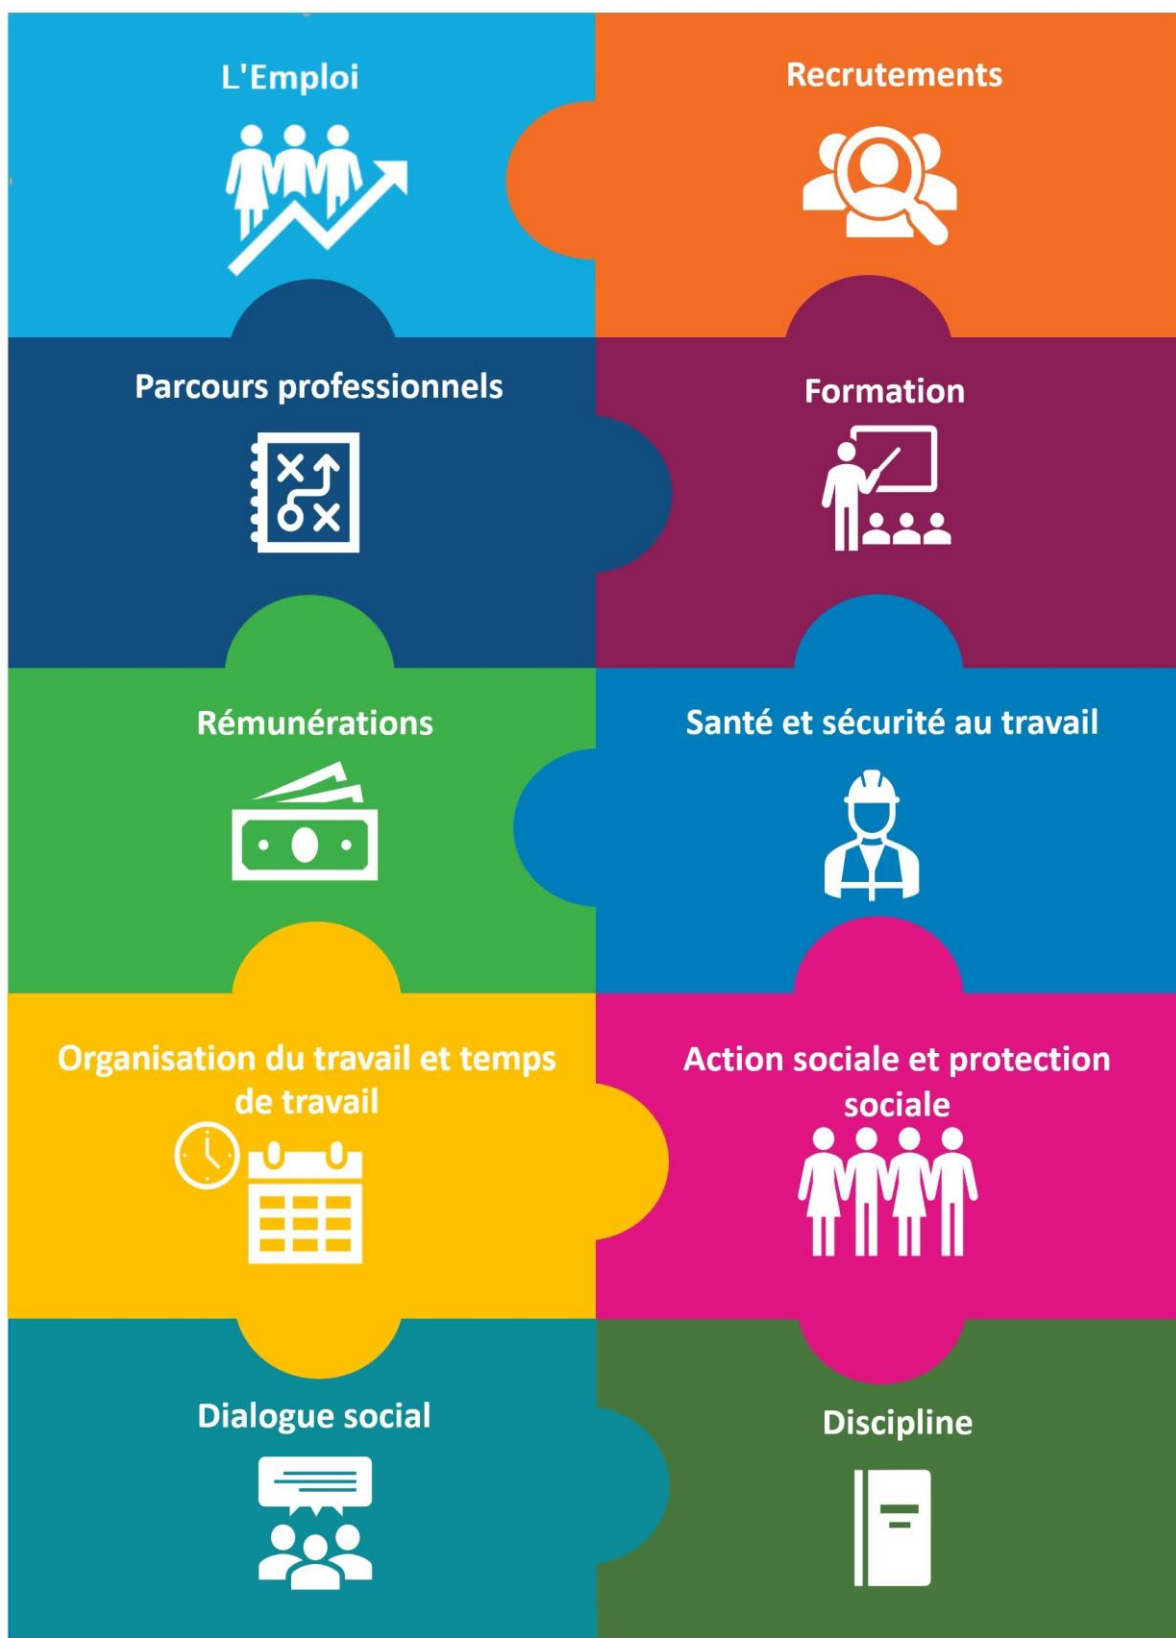 L'Emploi
Recrutements
Parcours professionnels
Formation
Rémunérations
Santé et sécurité au travail
Organisation du travail et temps
de travail
Action sociale et protection
sociale
Dialogue social
Discipline